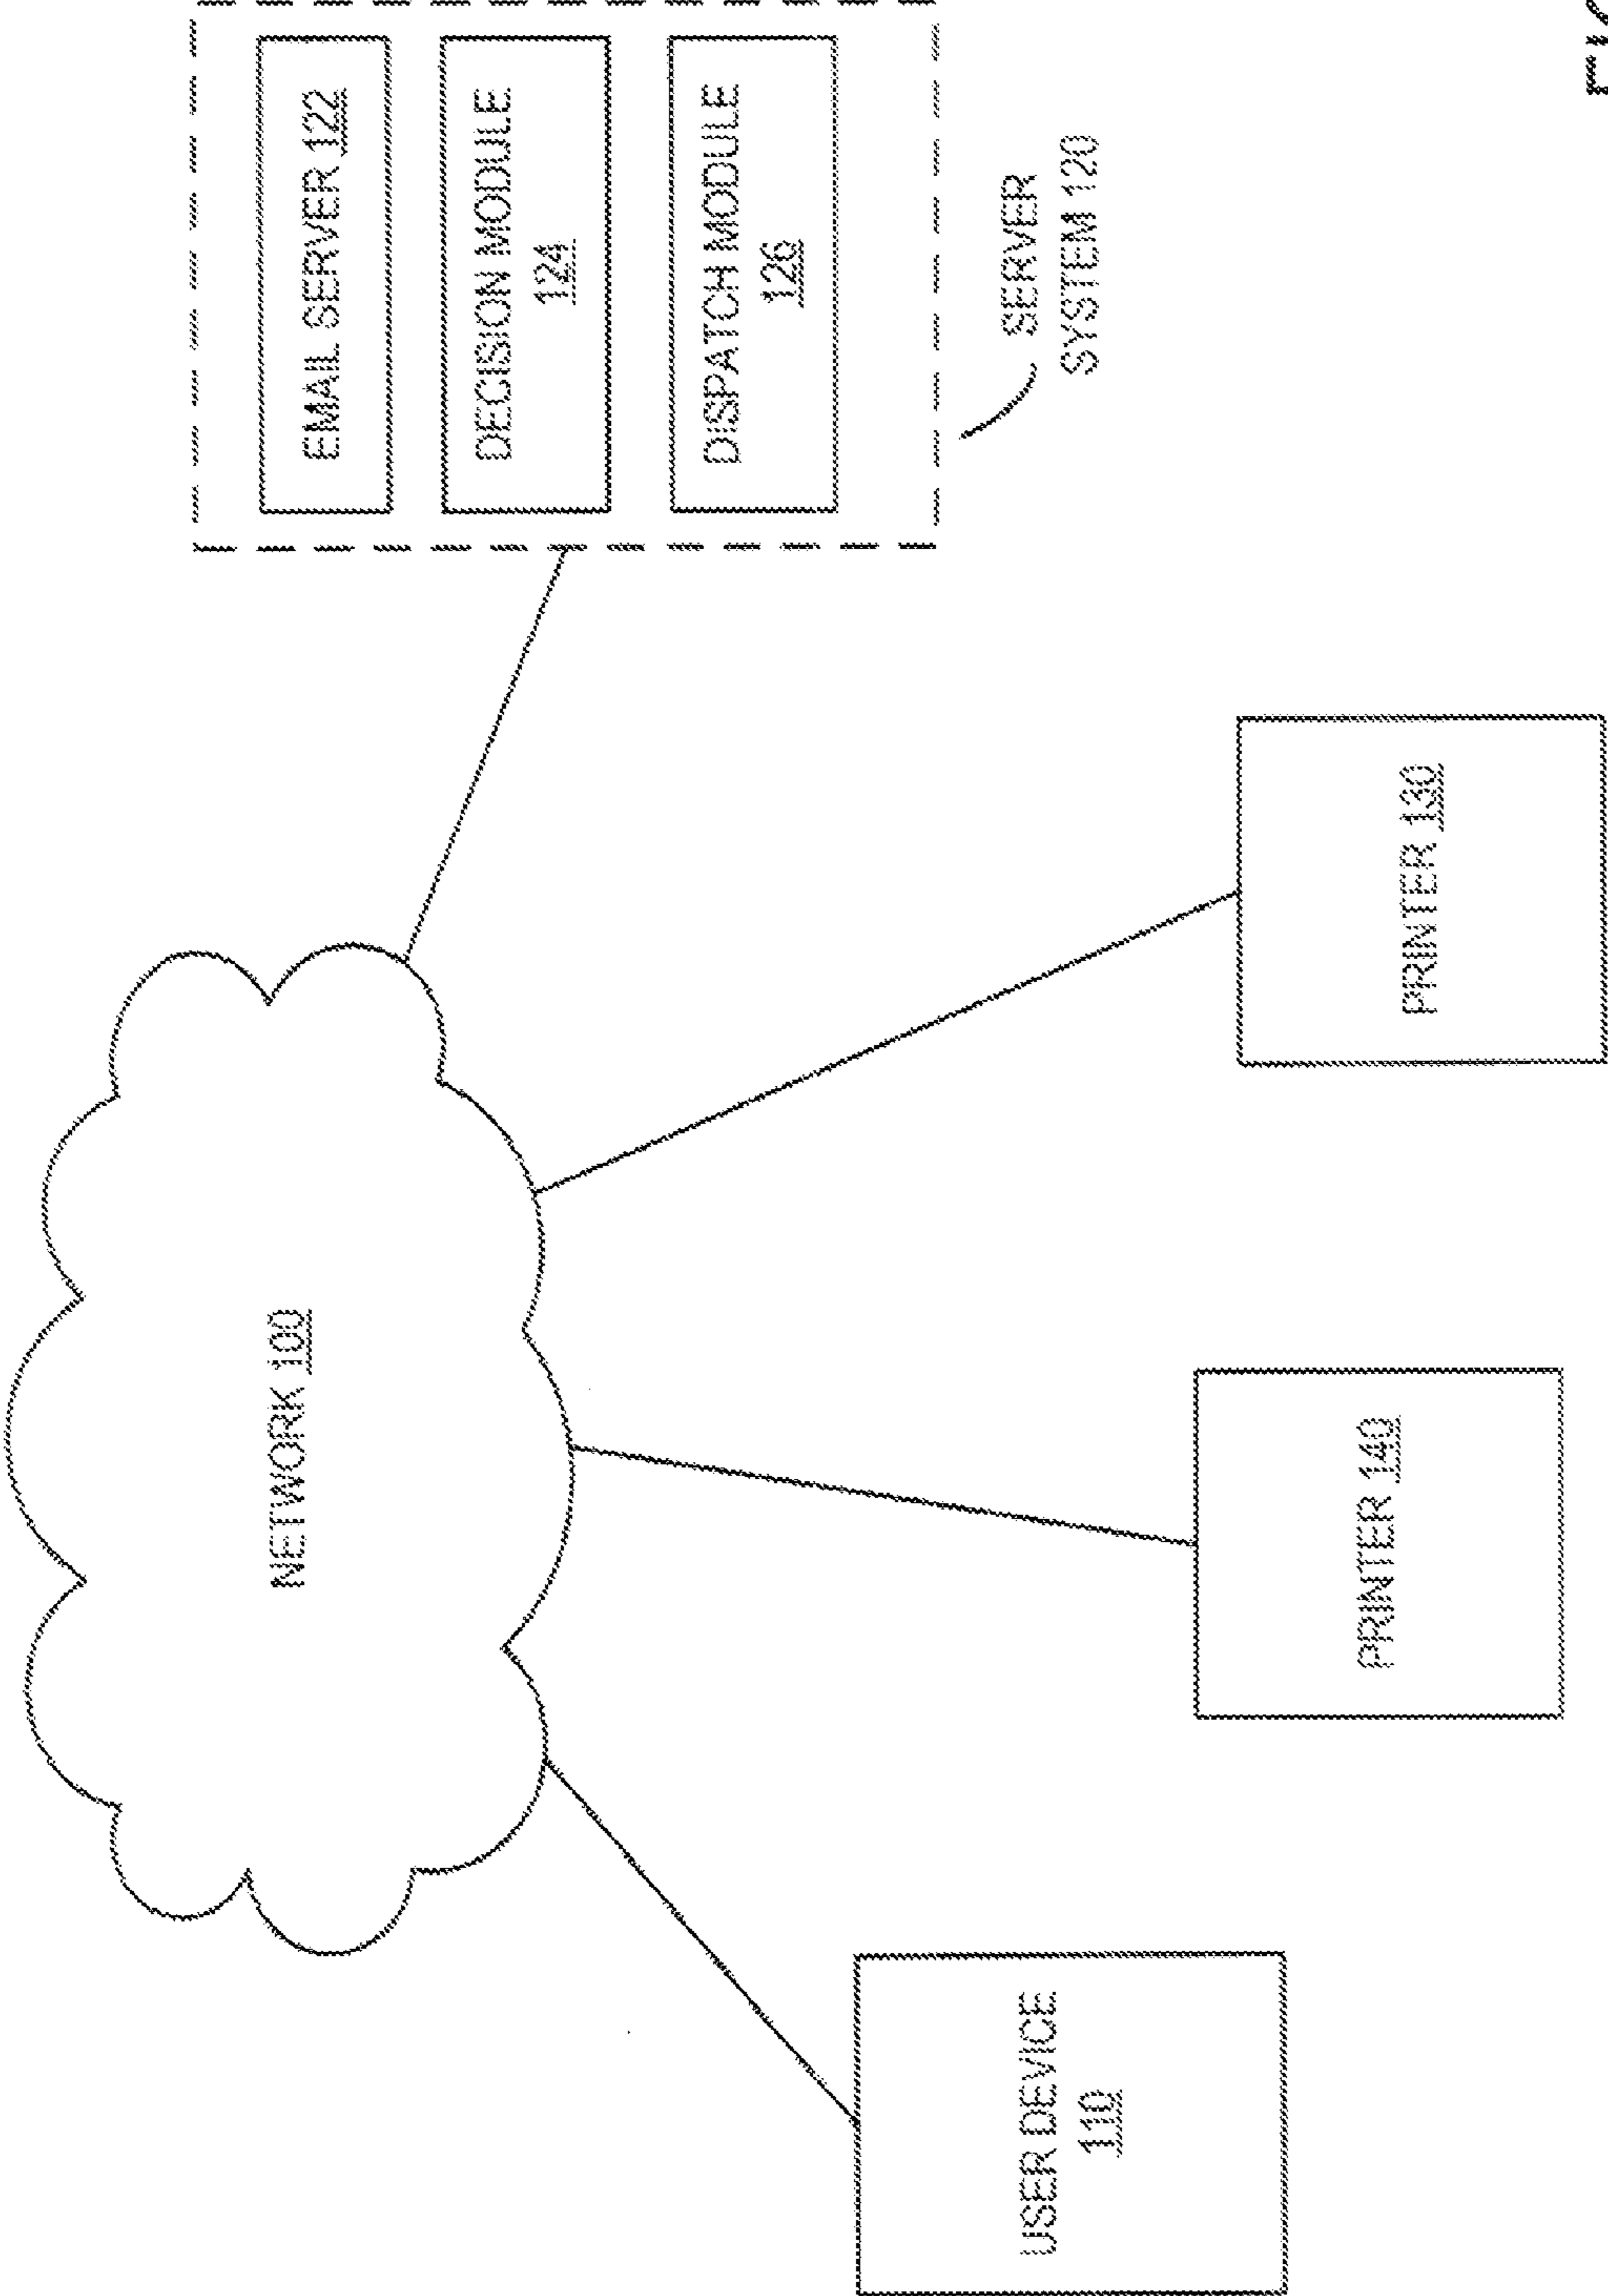 NETWORK 100
EMAIL SERVER 122
DECISION MODULE
124
DISPATCH MODULE
126
SERVER
SYSTEM 120
USER DEVICE
110
PRINTER 140
PRINTER 130